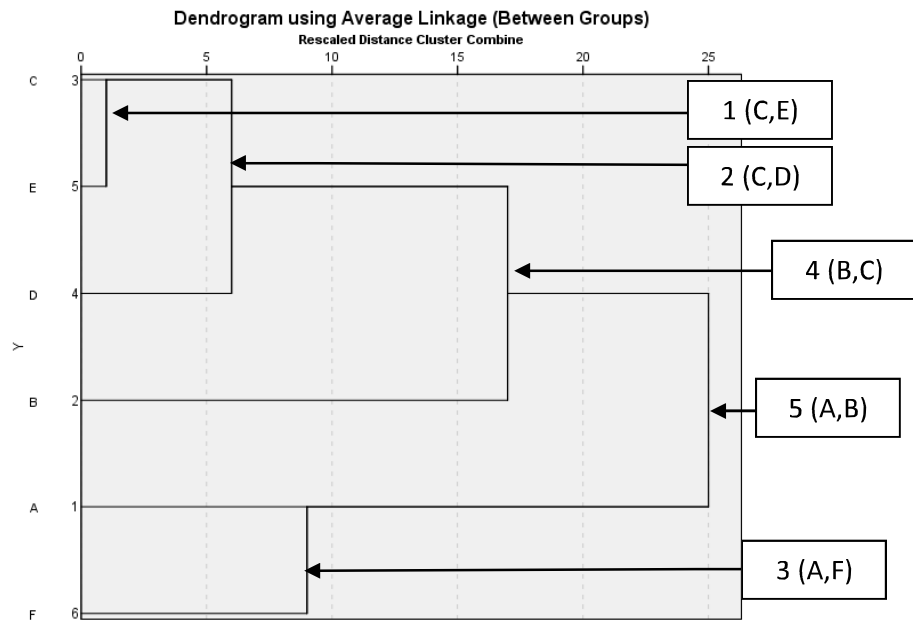 Dendrogram using Average Linkage (Between Groups)
Rescaled Distance Cluster Combine
0 5 10 15 20 25
C 3
1 (C,E)
2 (C,D)
E 5
4 (B,C)
D 4
Y
B 2
5 (A,B)
A 1
3 (A,F)
F 6